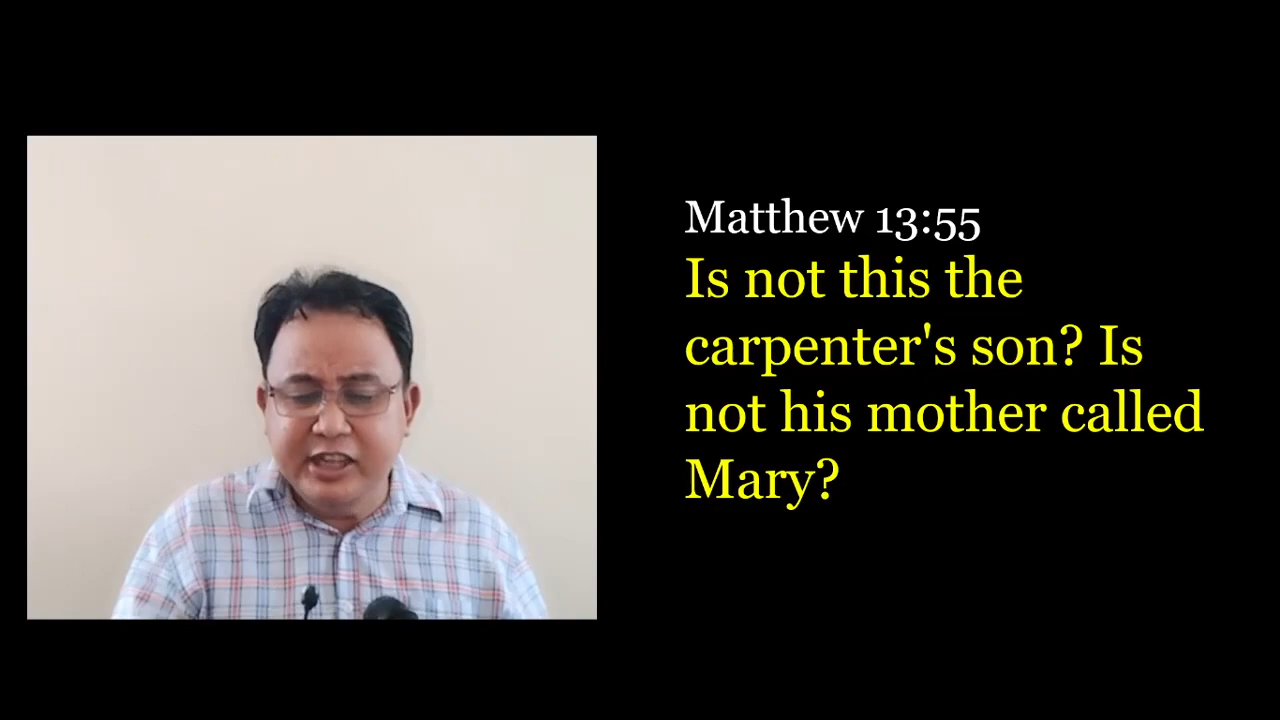 Matthew 13:55
Is not this the
carpenter's son? Is
not his mother called
Mary?